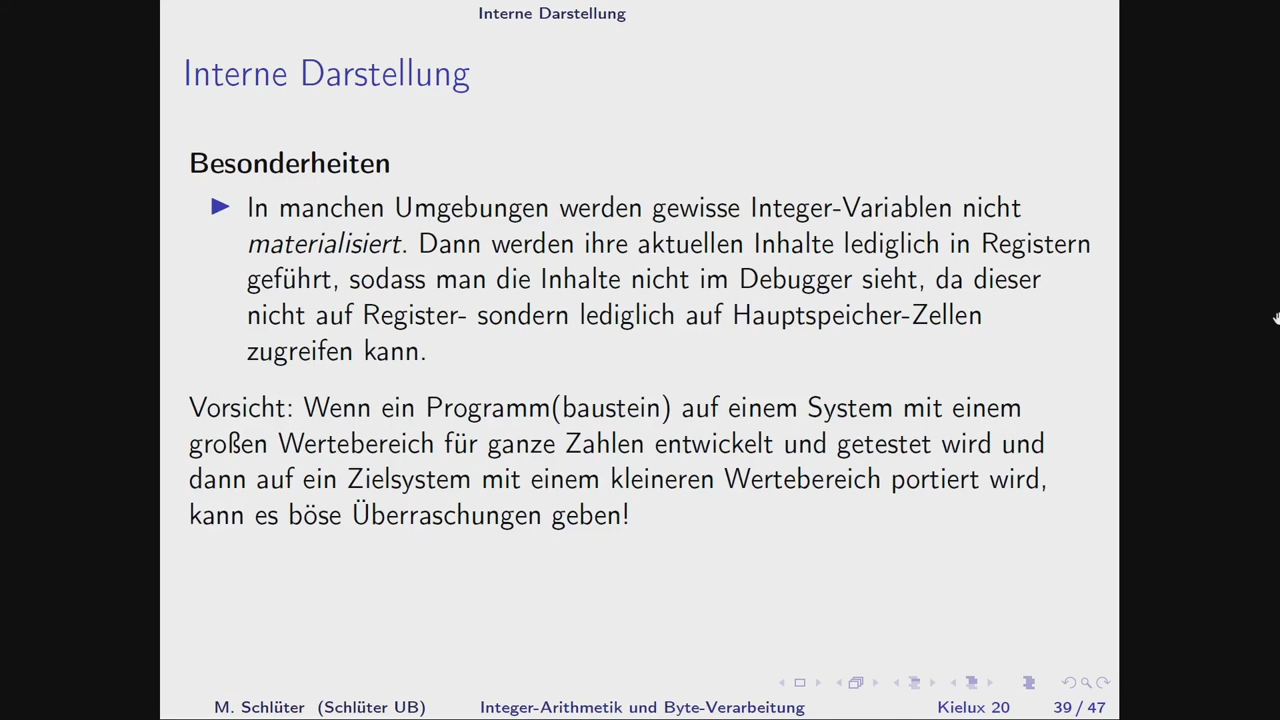 Interne Darstellung
Interne Darstellung
Besonderheiten
In manchen Umgebungen werden gewisse Integer-Variablen nicht
materialisiert. Dann werden ihre aktuellen Inhalte lediglich in Registern
geführt, sodass man die Inhalte nicht im Debugger sieht, da dieser
nicht auf Register- sondern lediglich auf Hauptspeicher-Zellen
zugreifen kann.
Vorsicht: Wenn ein Programm(baustein) auf einem System mit einem
großen Wertebereich für ganze Zahlen entwickelt und getestet wird und
dann auf ein Zielsystem mit einem kleineren Wertebereich portiert wird,
kann es böse Überraschungen geben!
M. Schlüter (Schlüter UB) Integer-Arithmetik und Byte-Verarbeitung Kielux 20 39 / 47